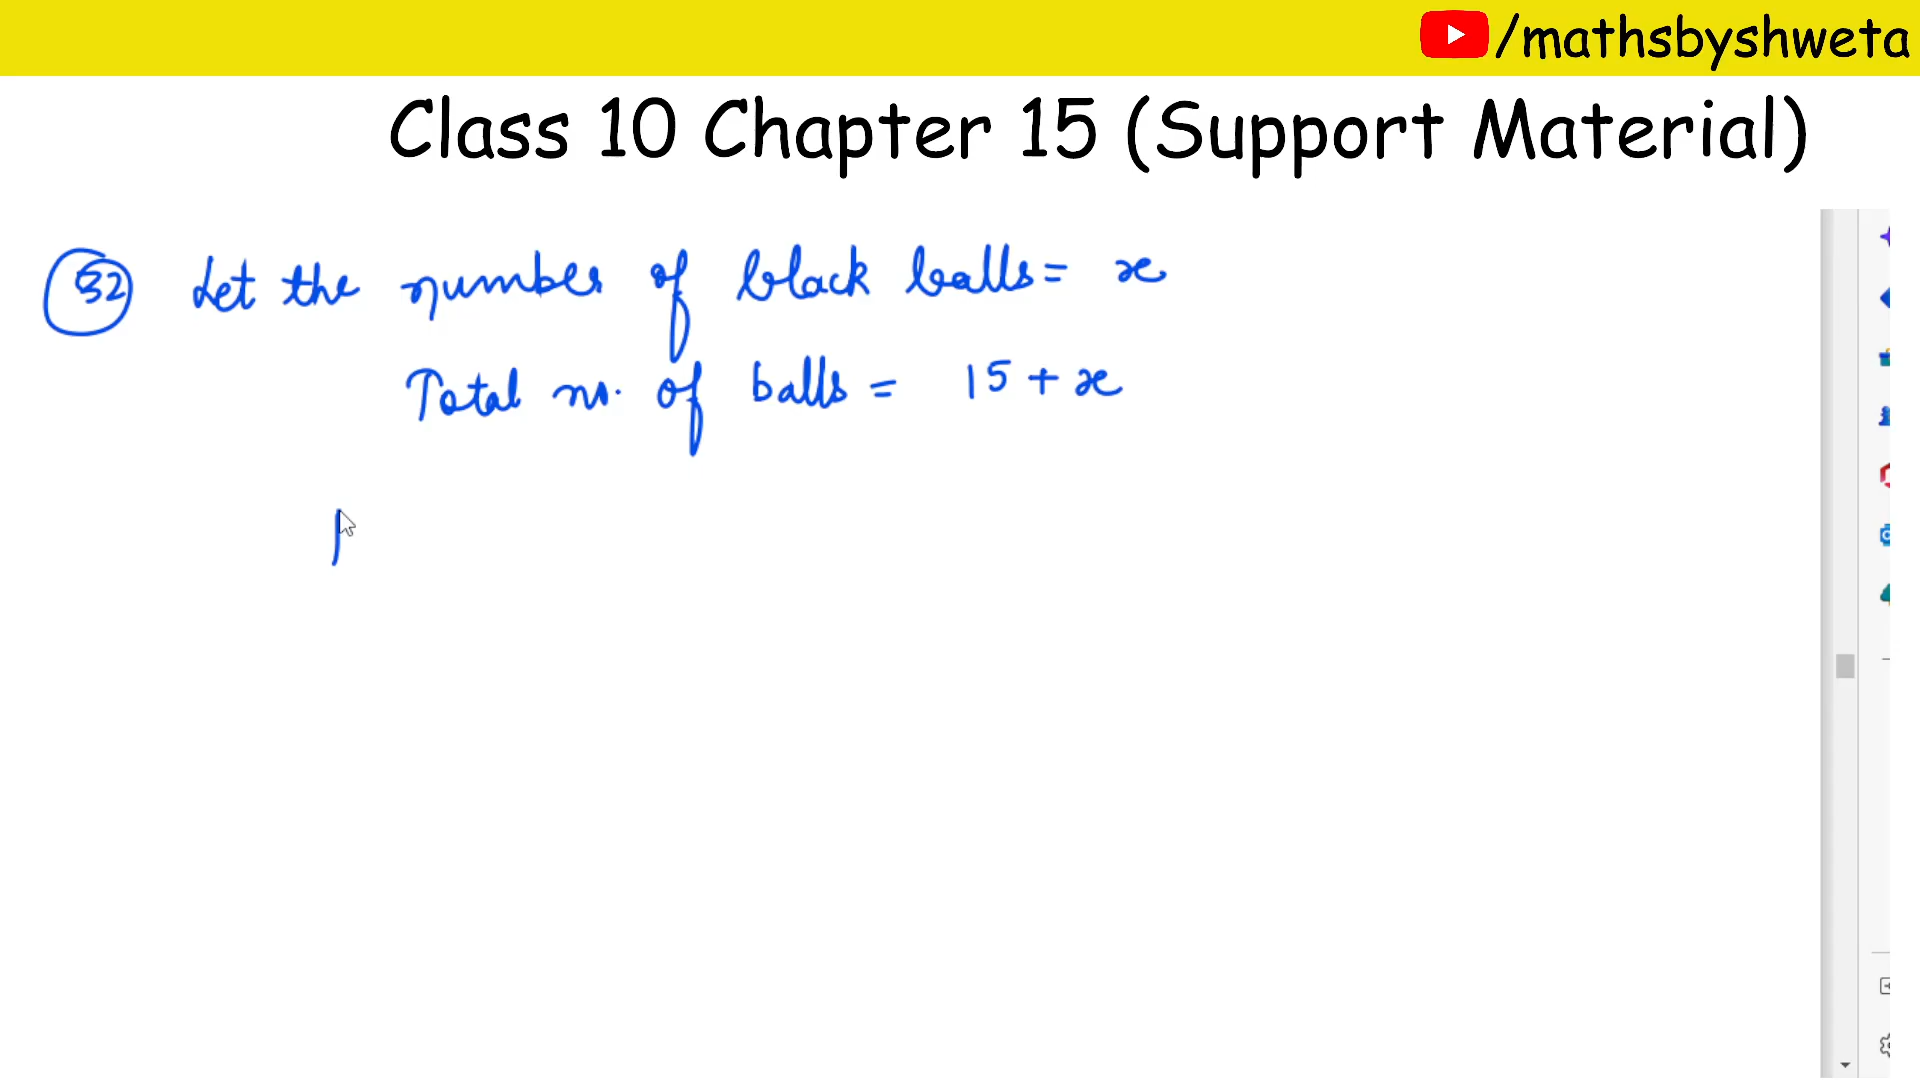 /mathsbyshweta
Class 10 Chapter 15 (Support Material)
32 Let the number of black balls = x
Total no. of balls = 15 + x